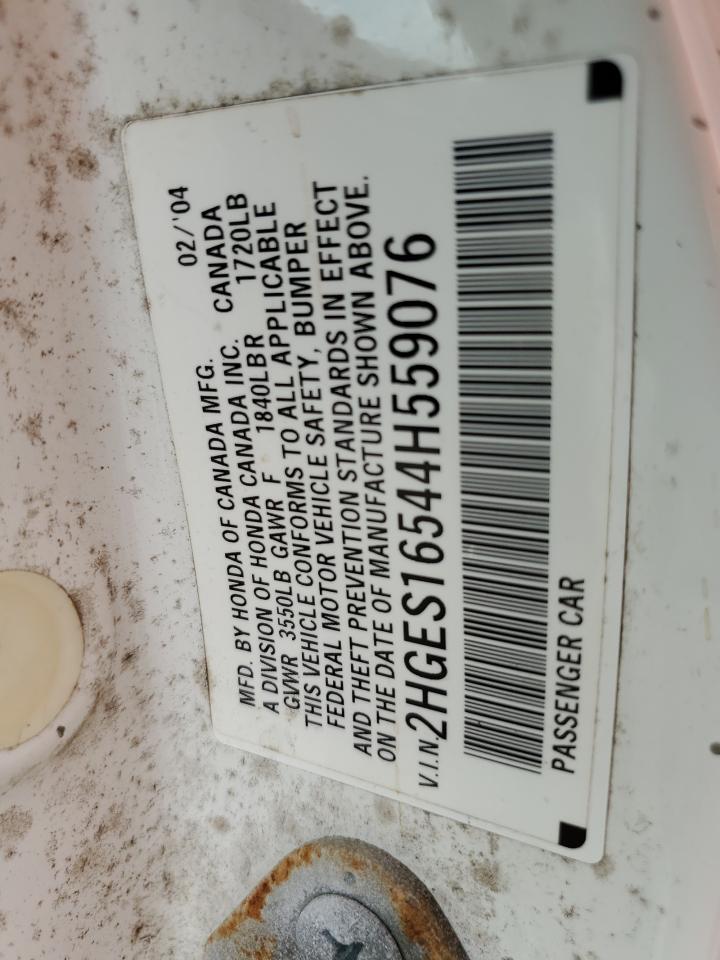 02/'04
MFD. BY HONDA OF CANADA MFG.
A DIVISION OF HONDA CANADA INC. CANADA
GVWR 3550LB GAWR F 1840LBR 1720LB
THIS VEHICLE CONFORMS TO ALL APPLICABLE
FEDERAL MOTOR VEHICLE SAFETY, BUMPER
AND THEFT PREVENTION STANDARDS IN EFFECT
ON THE DATE OF MANUFACTURE SHOWN ABOVE.
V.I.N. 2HGES16544H559076
PASSENGER CAR